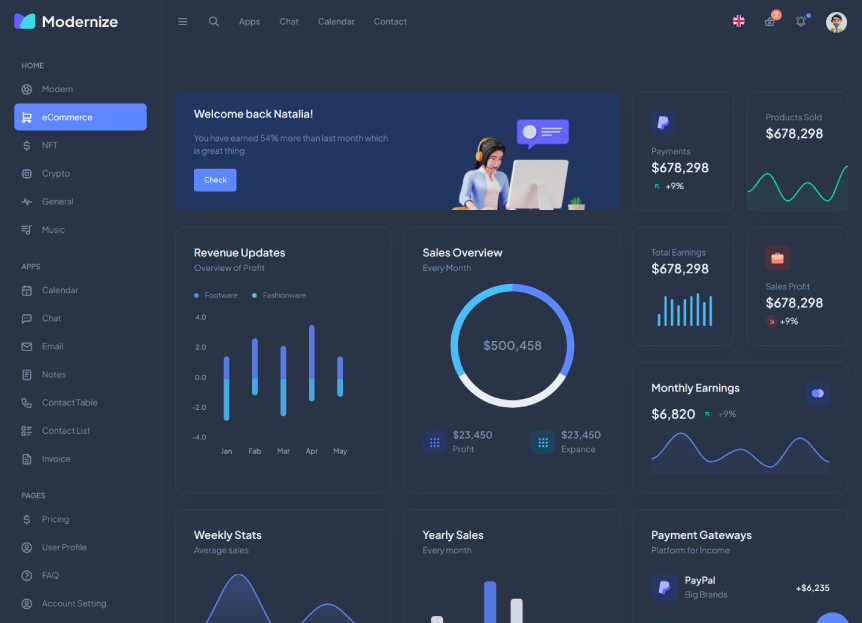 Modernize
Apps Chat Calendar Contact
2
HOME
Modern
eCommerce
NFT
Crypto
General
Music
APPS
Calendar
Chat
Email
Notes
Contact Table
Contact List
Invoice
PAGES
Pricing
User Profile
FAQ
Account Setting
Welcome back Natalia!
You have earned 54% more than last month which
is great thing.
Check
Payments
$678,298
+9%
Products Sold
$678,298
Revenue Updates
Overview of Profit
Footware Fashionware
4.0
2.0
0.0
-2.0
-4.0
Jan Fab Mar Apr May
Sales Overview
Every Month
$500,458
$23,450
Profit
$23,450
Expance
Total Earnings
$678,298
Sales Profit
$678,298
+9%
Monthly Earnings
$6,820 +9%
Weekly Stats
Average sales
Yearly Sales
Every month
Payment Gateways
Platform for Income
PayPal
Big Brands
+$6,235